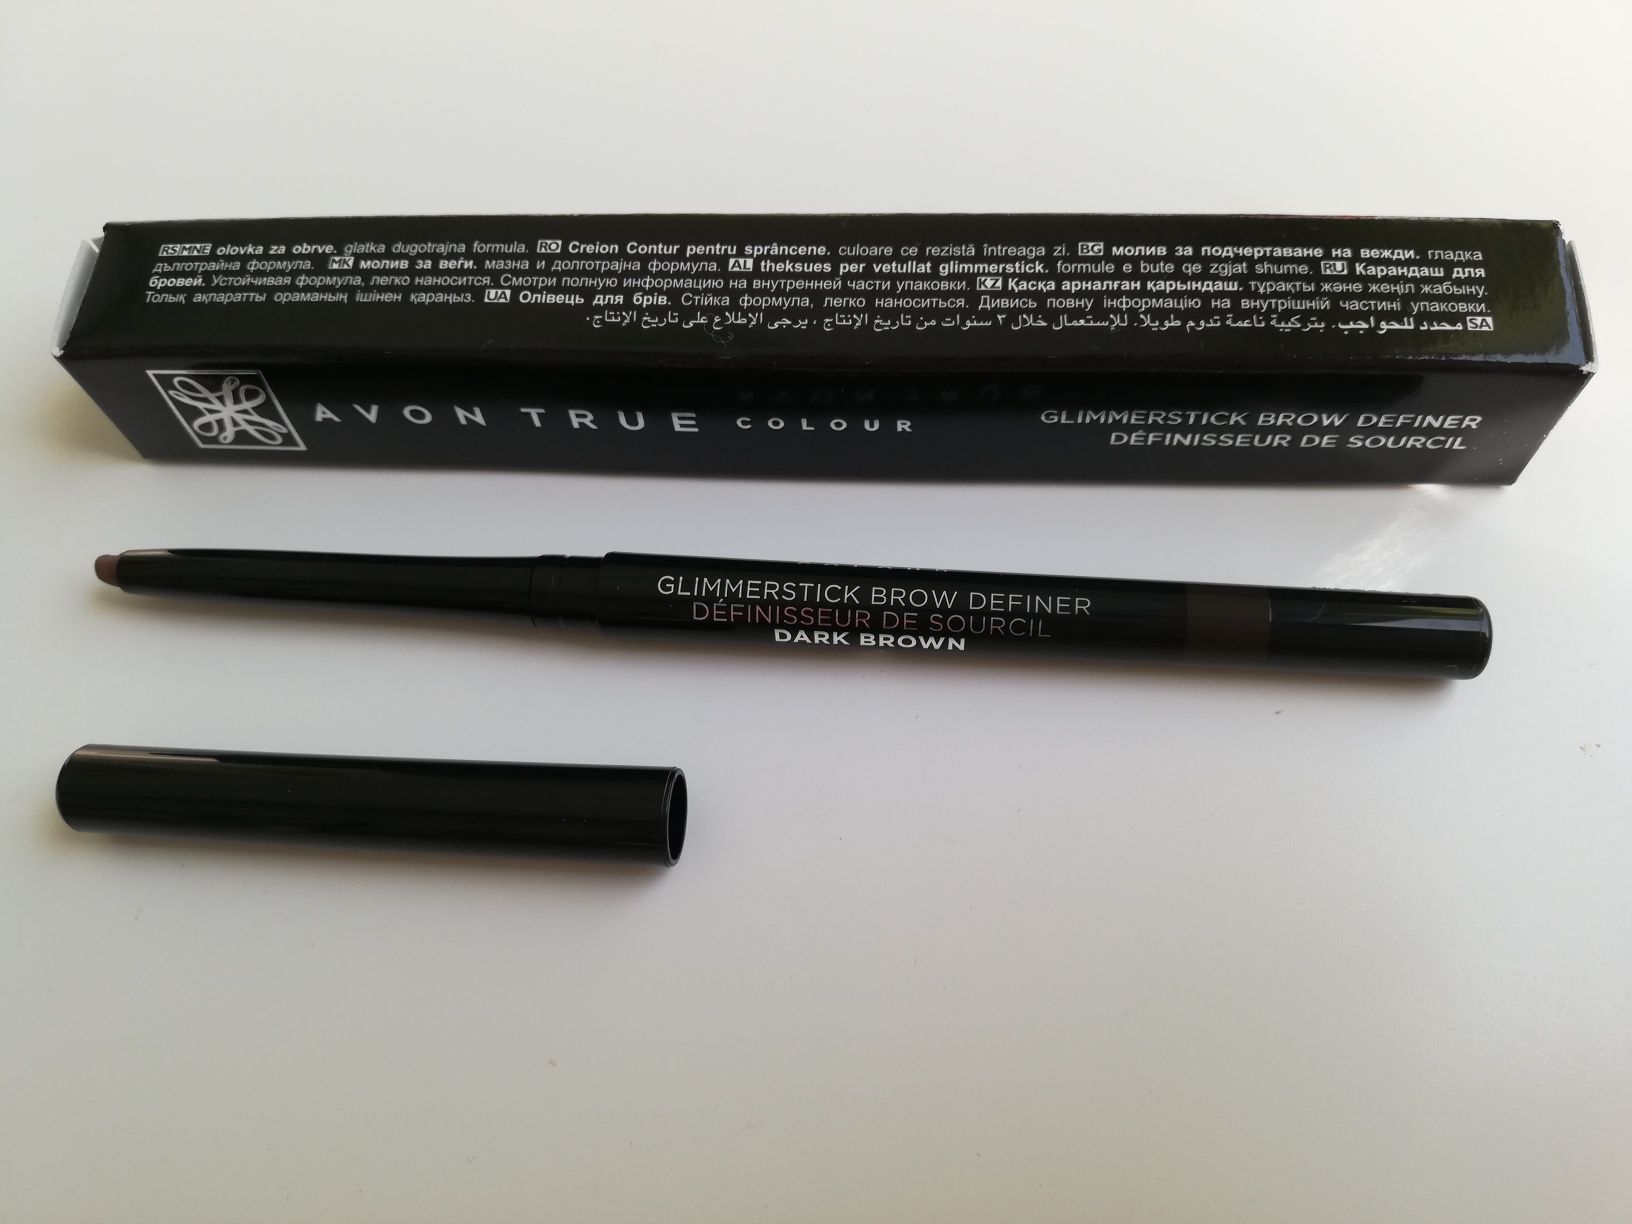 RS MNE olovka za obrve. glatka dugotrajna formula. RO Creion Contur pentru sprâncene. culoare ce rezistă întreaga zi. BG молив за подчертаване на вежди. гладка
дълготрайна формула. MK молив за веѓи. мазна и долготрајна формула. AL theksues per vetullat glimmerstick. formule e bute qe zgjat shume. RU Карандаш для
бровей. Устойчивая формула, легко наносится. Смотри полную информацию на внутренней части упаковки. KZ Қасқа арналған қарындаш. тұрақты және жеңіл жабыну.
Толық ақпаратты ораманың ішінен қараңыз. UA Олівець для брів. Стійка формула, легко наноситься. Дивись повну інформацію на внутрішній частині упаковки.
SA محدد للحواجب. بتركيبة ناعمة تدوم طويلاً. للإستعمال خلال ٣ سنوات من تاريخ الإنتاج ، يرجى الإطلاع على تاريخ الإنتاج.
AVON TRUE COLOUR
GLIMMERSTICK BROW DEFINER
DÉFINISSEUR DE SOURCIL
GLIMMERSTICK BROW DEFINER
DÉFINISSEUR DE SOURCIL
DARK BROWN